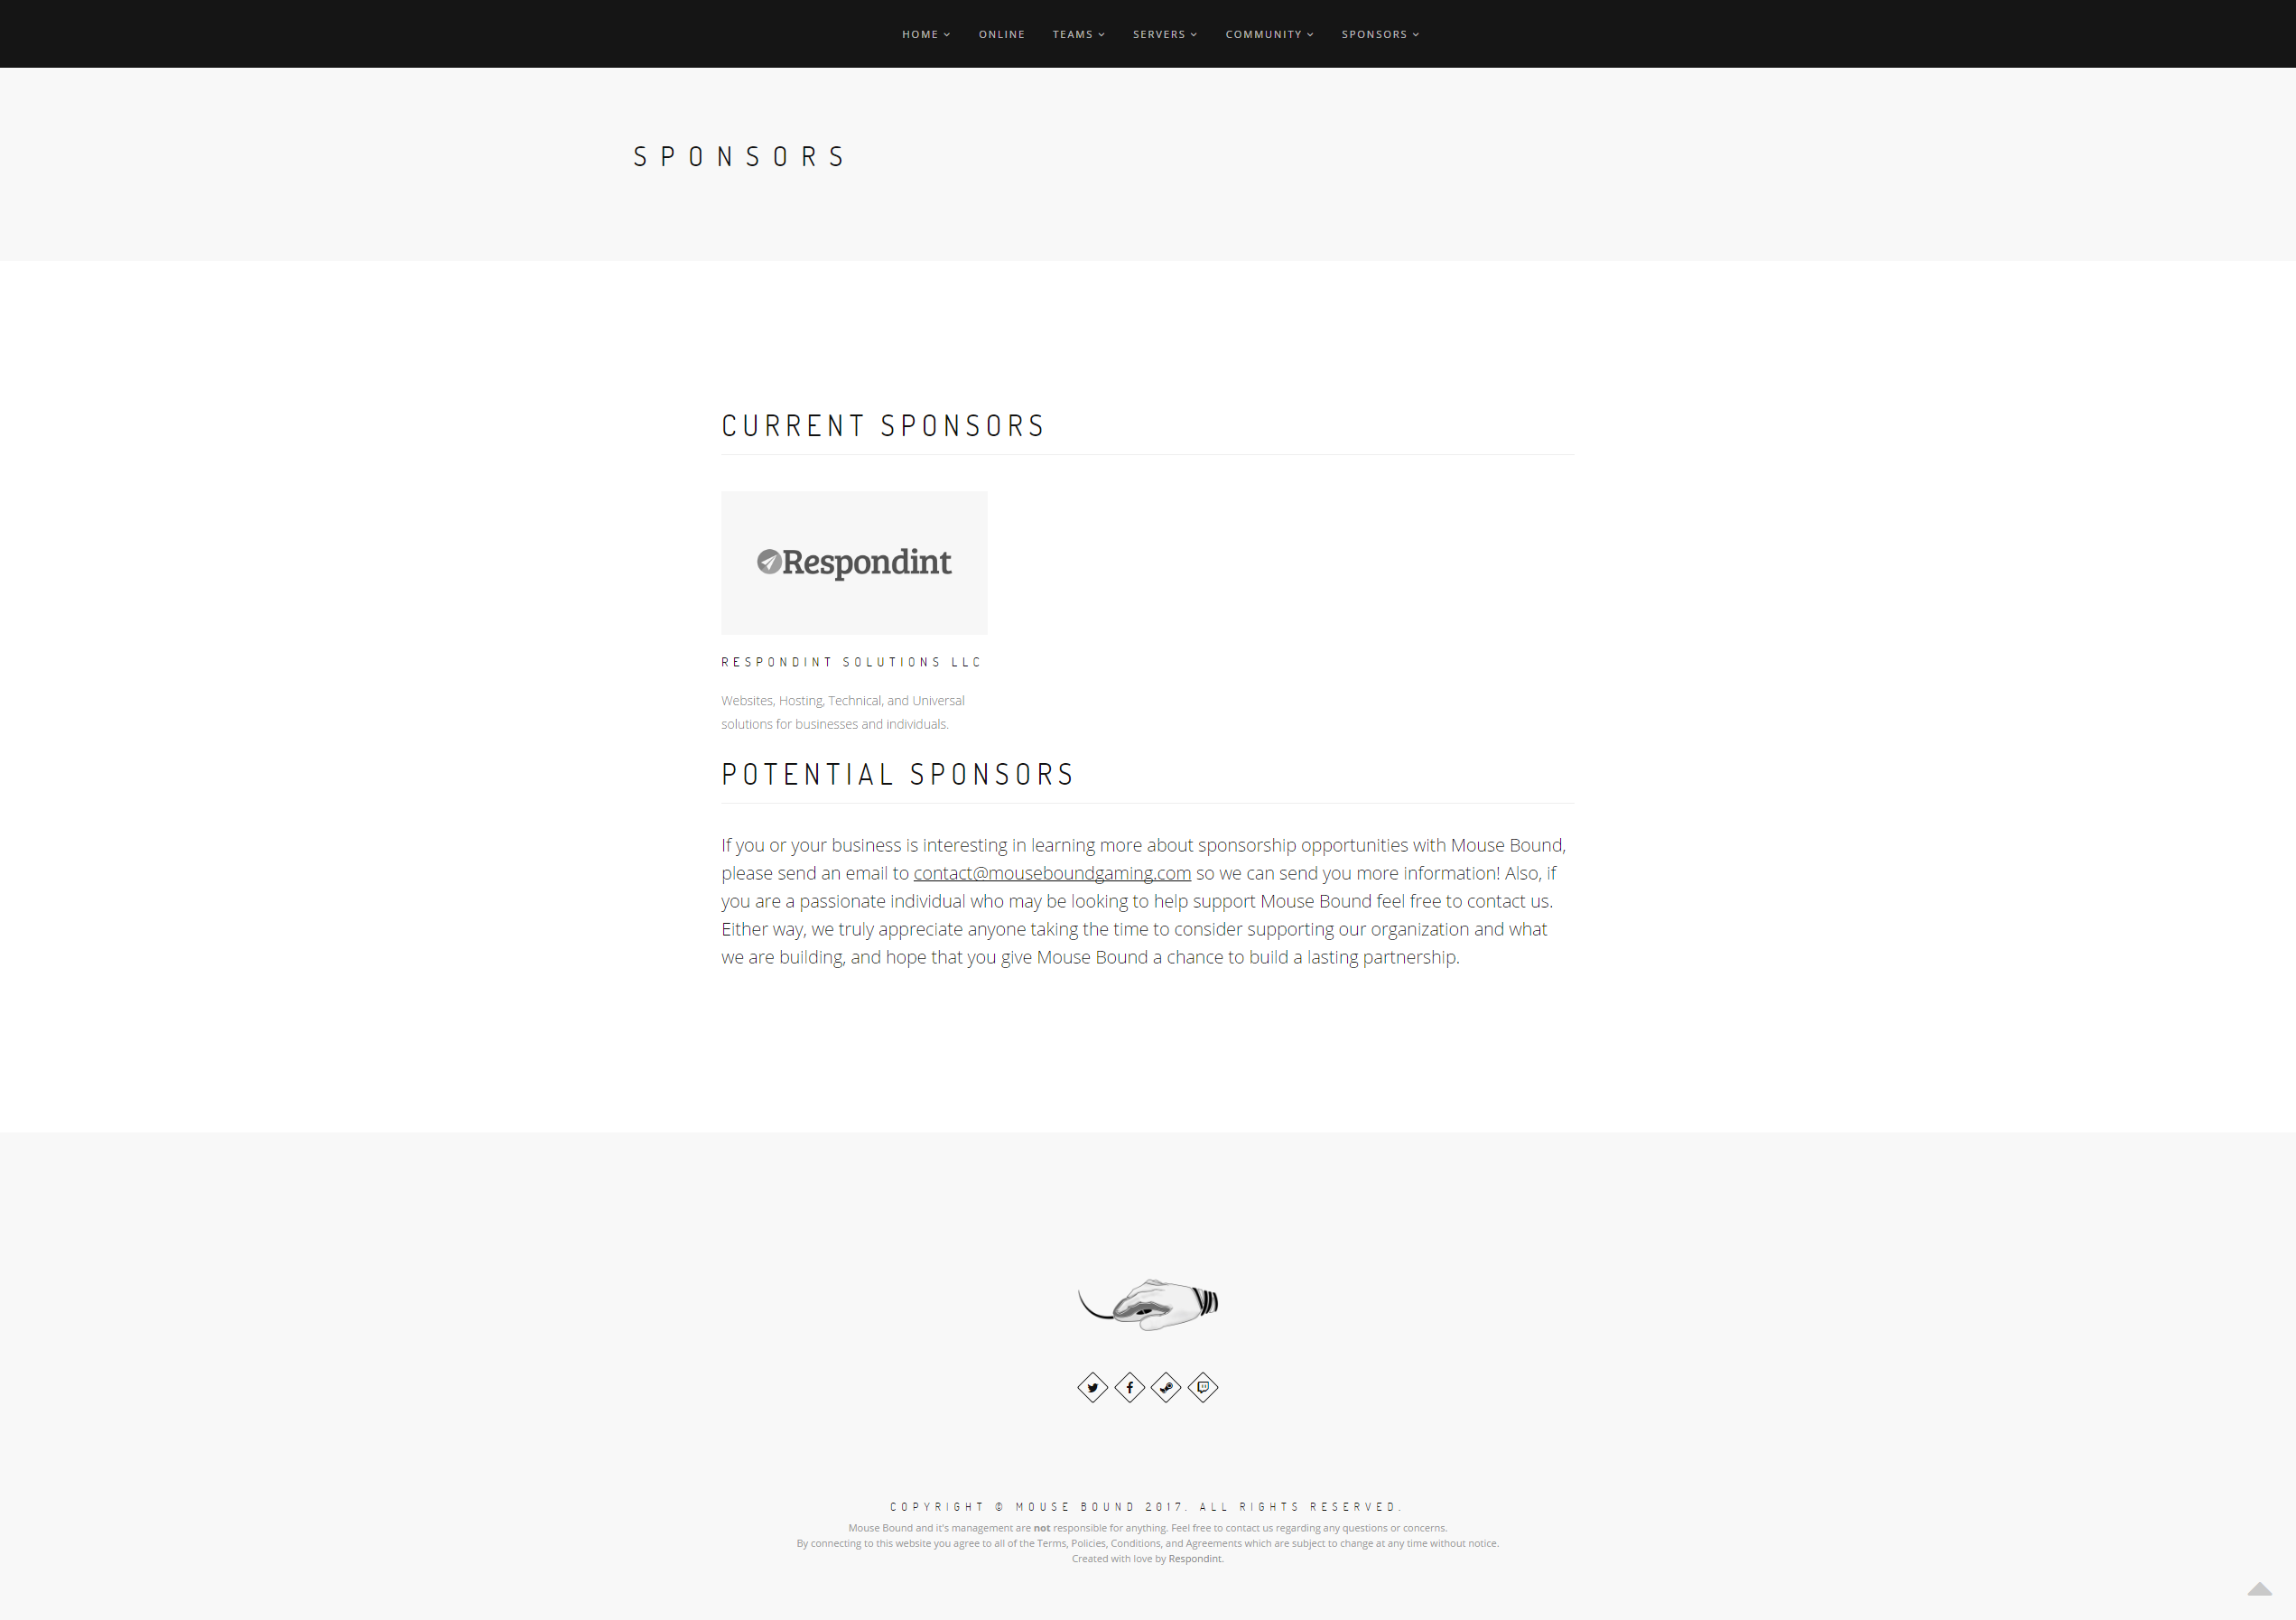 HOME ONLINE TEAMS SERVERS COMMUNITY SPONSORS
SPONSORS
CURRENT SPONSORS
Respondint
RESPONDINT SOLUTIONS LLC
Websites, Hosting, Technical, and Universal
solutions for businesses and individuals.
POTENTIAL SPONSORS
If you or your business is interesting in learning more about sponsorship opportunities with Mouse Bound,
please send an email to contact@mouseboundgaming.com so we can send you more information! Also, if
you are a passionate individual who may be looking to help support Mouse Bound feel free to contact us.
Either way, we truly appreciate anyone taking the time to consider supporting our organization and what
we are building, and hope that you give Mouse Bound a chance to build a lasting partnership.
COPYRIGHT © MOUSE BOUND 2017. ALL RIGHTS RESERVED.
Mouse Bound and it's management are not responsible for anything. Feel free to contact us regarding any questions or concerns.
By connecting to this website you agree to all of the Terms, Policies, Conditions, and Agreements which are subject to change at any time without notice.
Created with love by Respondint.